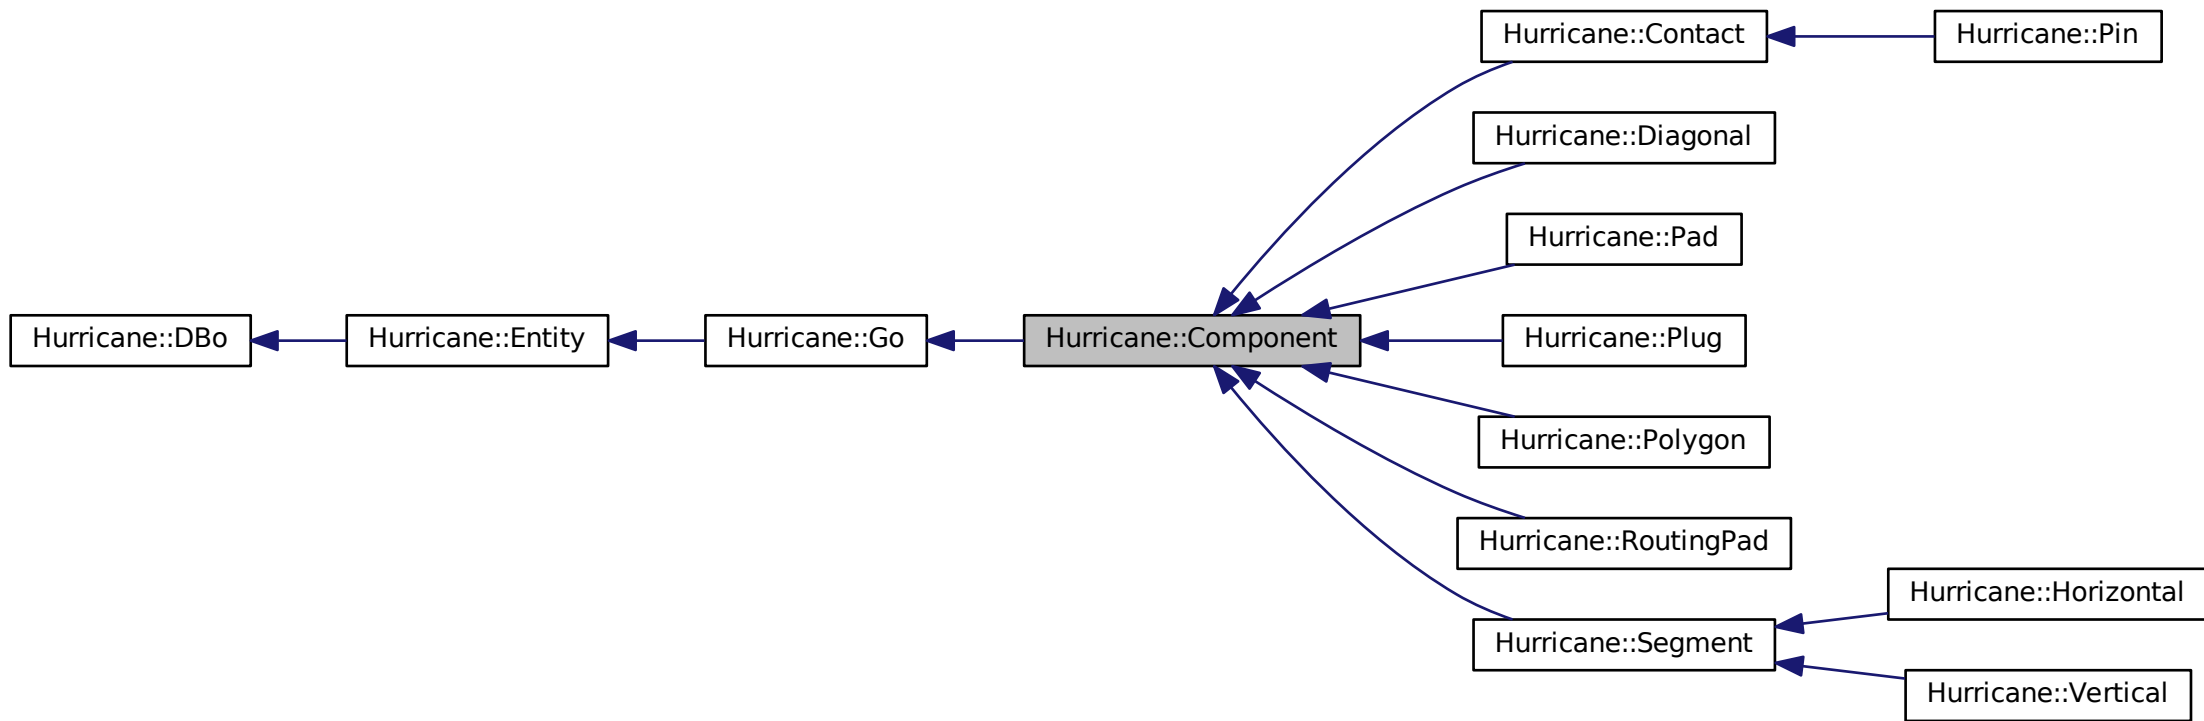 Hurricane::Contact
Hurricane::Pin
Hurricane::Diagonal
Hurricane::Pad
Hurricane::DBo
Hurricane::Entity
Hurricane::Go
Hurricane::Component
Hurricane::Plug
Hurricane::Polygon
Hurricane::RoutingPad
Hurricane::Horizontal
Hurricane::Segment
Hurricane::Vertical